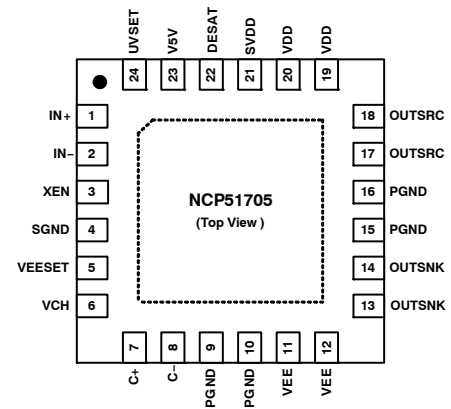 UVSET
V5V
DESAT
SVDD
VDD
VDD
24
23
22
21
20
19
IN+ 1
18 OUTSRC
IN− 2
17 OUTSRC
XEN 3
16 PGND
SGND 4
15 PGND
VEESET 5
14 OUTSNK
VCH 6
13 OUTSNK
NCP51705
(Top View )
7
8
9
10
11
12
C+
C−
PGND
PGND
VEE
VEE